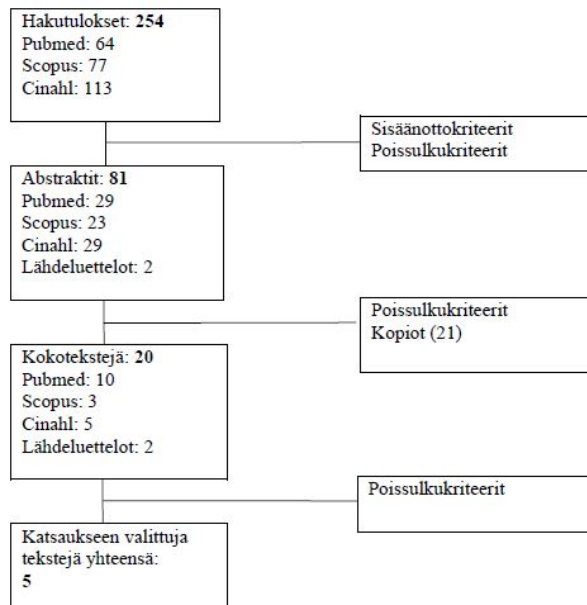 Hakutulokset: 254
Pubmed: 64
Scopus: 77
Cinahl: 113
Sisäänottokriteerit
Poissulkukriteerit
Abstraktit: 81
Pubmed: 29
Scopus: 23
Cinahl: 29
Lähdeluettelot: 2
Poissulkukriteerit
Kopiot (21)
Kokotekstejä: 20
Pubmed: 10
Scopus: 3
Cinahl: 5
Lähdeluettelot: 2
Poissulkukriteerit
Katsaukseen valittuja
tekstejä yhteensä:
5